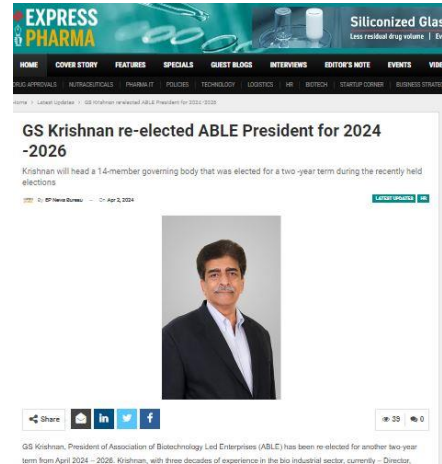 EXPRESS
PHARMA
Siliconized Glas
Less residual drug volume | Ev
HOME COVER STORY FEATURES SPECIALS GUEST BLOGS INTERVIEWS EDITOR'S NOTE EVENTS VIDE
DRUG APPROVALS NUTRACEUTICALS PHARMA IT POLICIES TECHNOLOGY LOGISTICS HR BIOTECH STARTUP CORNER BUSINESS STRATE
Home > Latest Updates > GS Krishnan re-elected ABLE President for 2024-2026
GS Krishnan re-elected ABLE President for 2024
-2026
Krishnan will head a 14-member governing body that was elected for a two -year term during the recently held
elections
By EP News Bureau — On Apr 2, 2024
LATEST UPDATES HR
Share in f 39 0
GS Krishnan, President of Association of Biotechnology Led Enterprises (ABLE) has been re-elected for another two-year
term from April 2024 – 2026. Krishnan, with three decades of experience in the bio industrial sector, currently – Director,